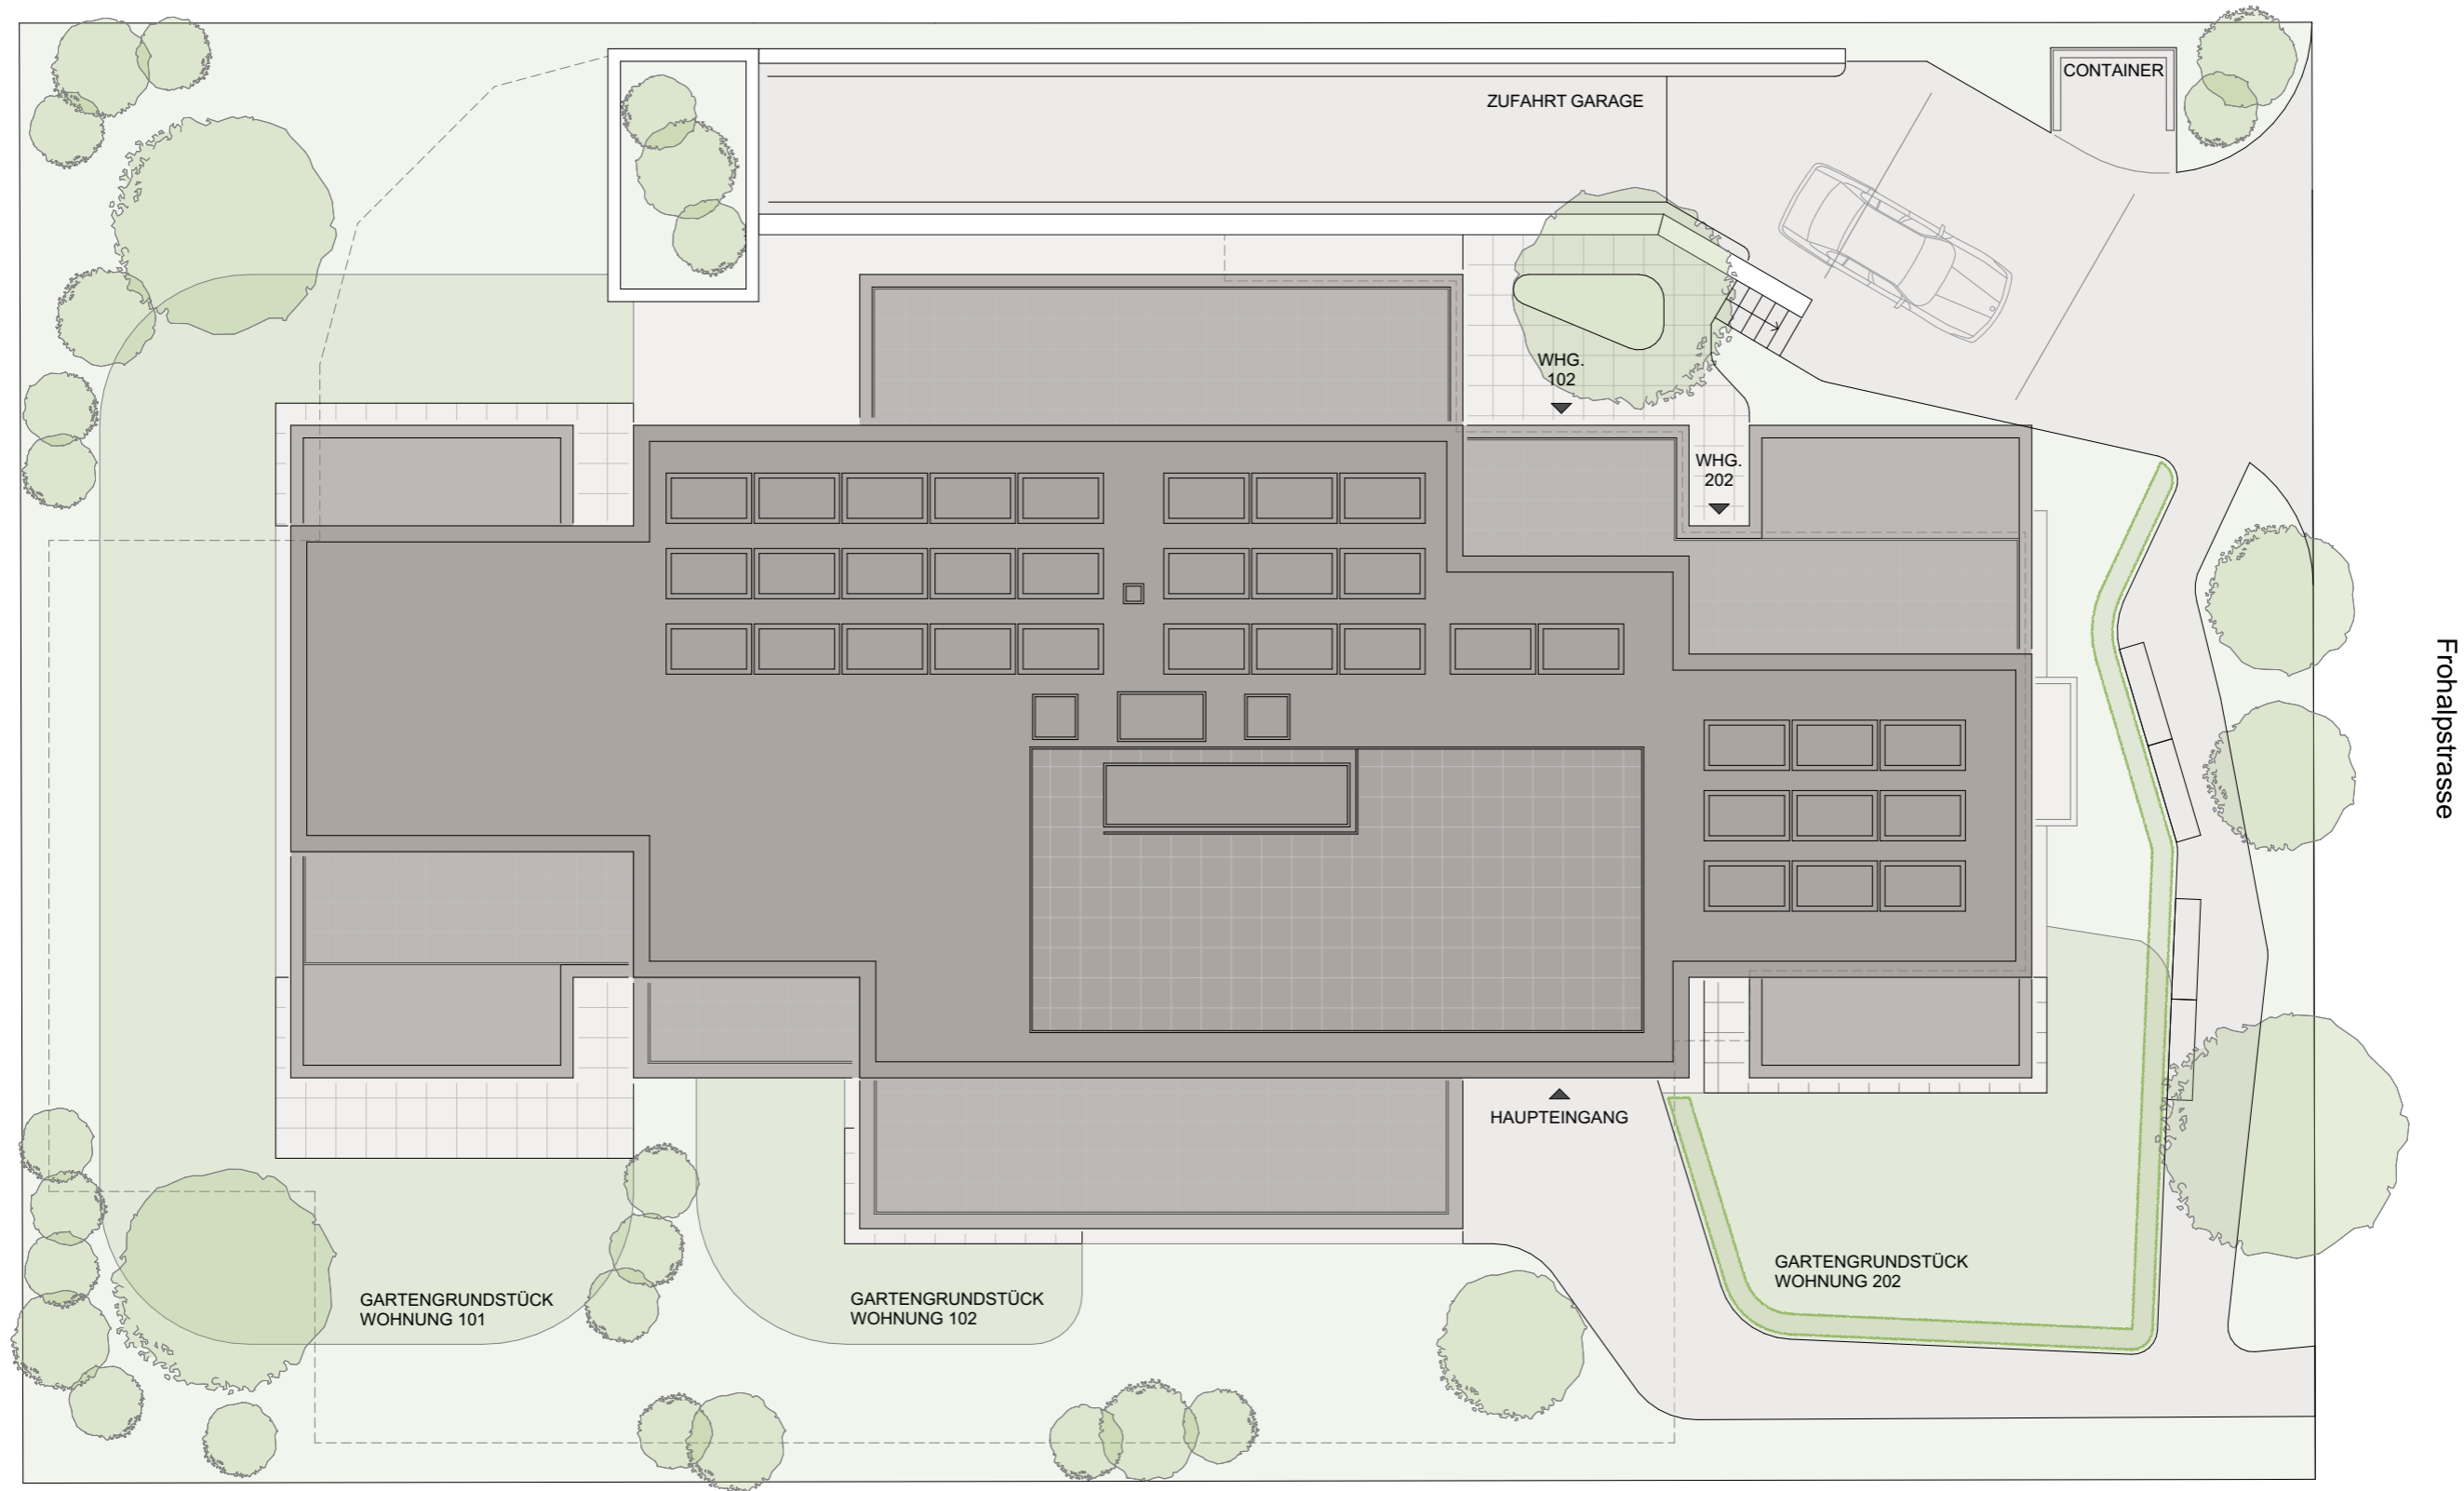 CONTAINER
ZUFAHRT GARAGE
WHG.
102
WHG.
202
Frohalpstrasse
HAUPTEINGANG
GARTENGRUNDSTÜCK
WOHNUNG 202
GARTENGRUNDSTÜCK
WOHNUNG 101
GARTENGRUNDSTÜCK
WOHNUNG 102